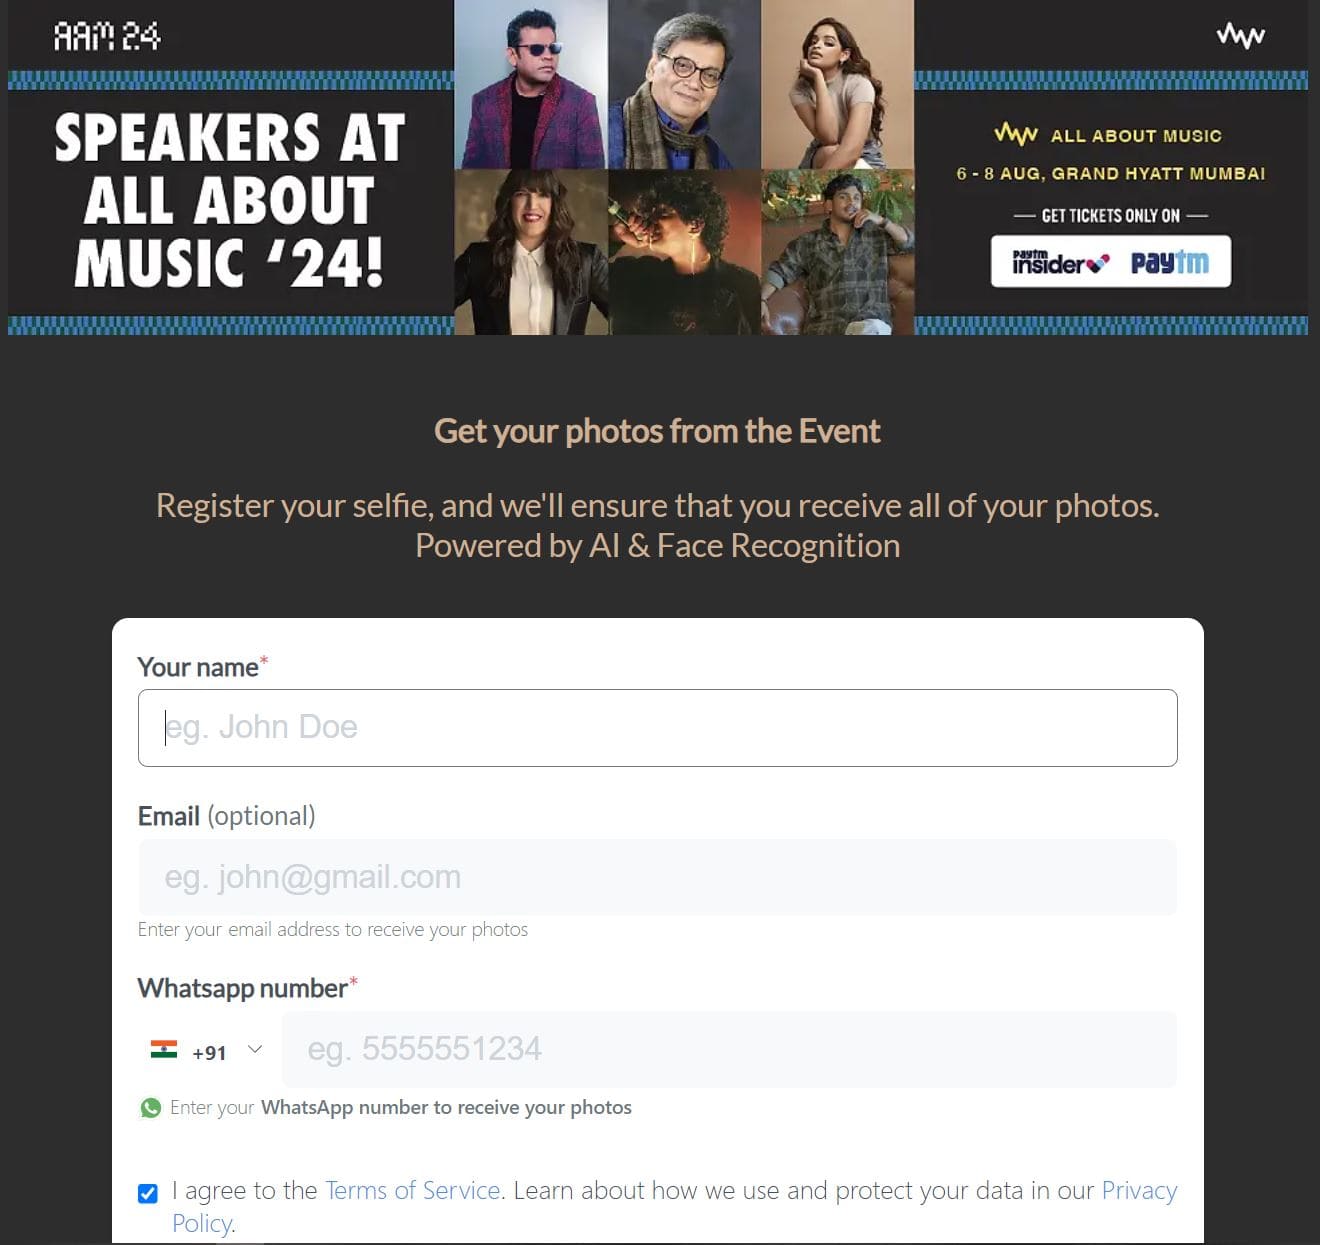 AAM 24
SPEAKERS AT
ALL ABOUT
MUSIC ‘24!
ALL ABOUT MUSIC
6 - 8 AUG, GRAND HYATT MUMBAI
GET TICKETS ONLY ON
paytm
insider
paytm
Get your photos from the Event
Register your selfie, and we'll ensure that you receive all of your photos.
Powered by AI & Face Recognition
Your name*
eg. John Doe
Email (optional)
eg. john@gmail.com
Enter your email address to receive your photos
Whatsapp number*
+91
eg. 5555551234
Enter your WhatsApp number to receive your photos
I agree to the Terms of Service. Learn about how we use and protect your data in our Privacy
Policy.